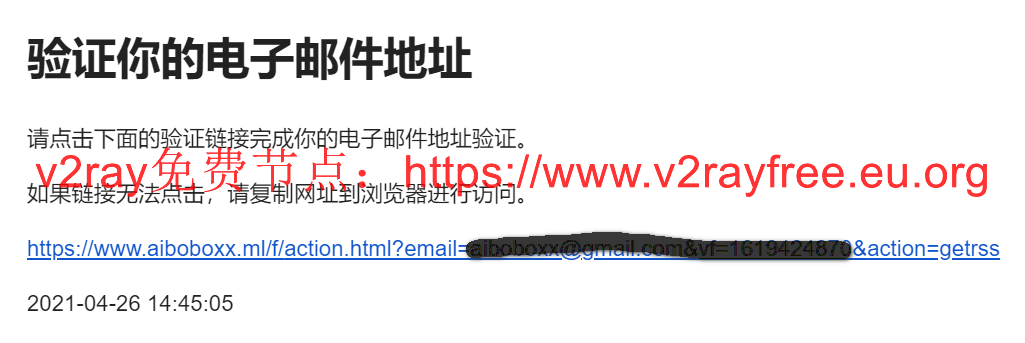 验证你的电子邮件地址
请点击下面的验证链接完成你的电子邮件地址验证。
v2ray免费节点：https://www.v2rayfree.eu.org
如果链接无法点击，请复制网址到浏览器进行访问。
https://www.aiboboxx.ml/f/action.html?email=aiboboxx@gmail.com&vf=1619424870&action=getrss
2021-04-26 14:45:05